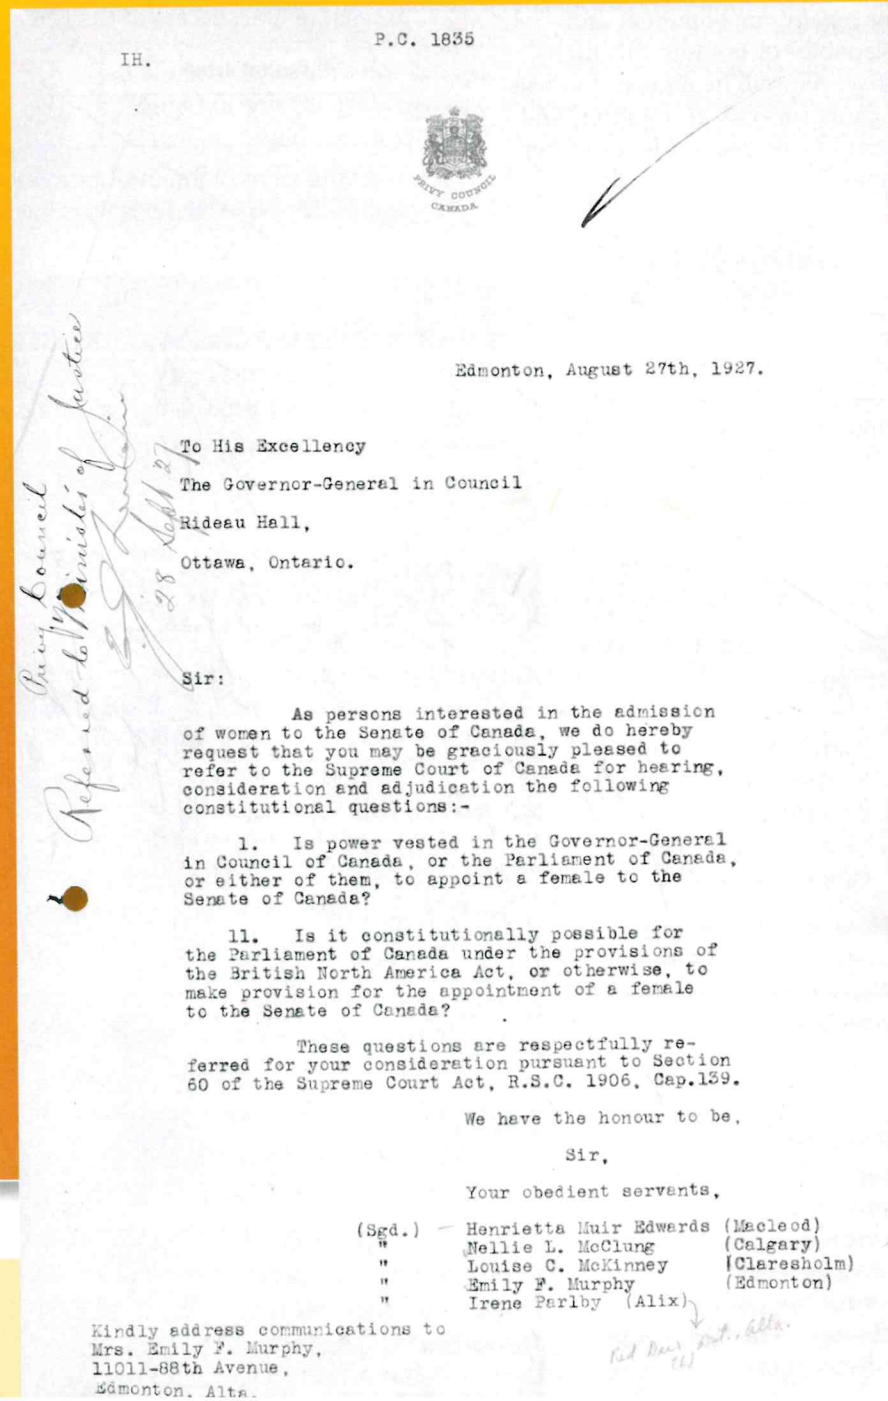 P.C. 1835
IH.
PRIVY COUNCIL
CANADA
Edmonton, August 27th, 1927.
Privy Council
Referred to Minister of Justice
28 Sept 27
To His Excellency
The Governor-General in Council
Rideau Hall,
Ottawa, Ontario.
Sir:
As persons interested in the admission
of women to the Senate of Canada, we do hereby
request that you may be graciously pleased to
refer to the Supreme Court of Canada for hearing,
consideration and adjudication the following
constitutional questions:-
1. Is power vested in the Governor-General
in Council of Canada, or the Parliament of Canada,
or either of them, to appoint a female to the
Senate of Canada?
11. Is it constitutionally possible for
the Parliament of Canada under the provisions of
the British North America Act, or otherwise, to
make provision for the appointment of a female
to the Senate of Canada?
These questions are respectfully re-
ferred for your consideration pursuant to Section
60 of the Supreme Court Act, R.S.C. 1906, Cap.139.
We have the honour to be,
Sir,
Your obedient servants,
(Sgd.) — Henrietta Muir Edwards (Macleod)
" Nellie L. McClung (Calgary)
" Louise C. McKinney (Claresholm)
" Emily F. Murphy (Edmonton)
" Irene Parlby (Alix)
Red Deer Alta.
Kindly address communications to
Mrs. Emily F. Murphy,
11011-88th Avenue,
Edmonton, Alta.